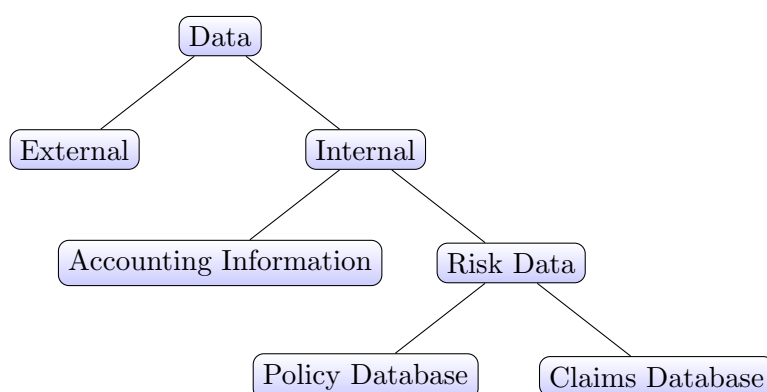 Data
External
Internal
Accounting Information
Risk Data
Policy Database
Claims Database